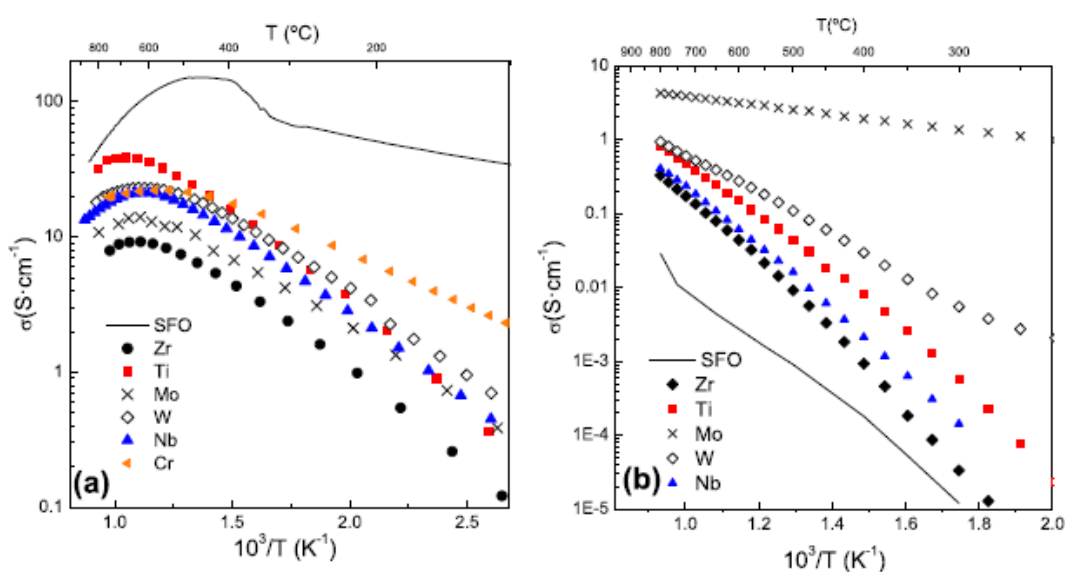 T (ºC)
800 600 400 200
100
10
1
0.1
σ(S·cm⁻¹)
SFO
Zr
Ti
Mo
W
Nb
Cr
(a)
1.0 1.5 2.0 2.5
10³/T (K⁻¹)
T(ºC)
900 800 700 600 500 400 300
10
1
0.1
0.01
1E-3
1E-4
1E-5
σ(S·cm⁻¹)
SFO
Zr
Ti
Mo
W
Nb
(b)
1.0 1.2 1.4 1.6 1.8 2.0
10³/T (K⁻¹)